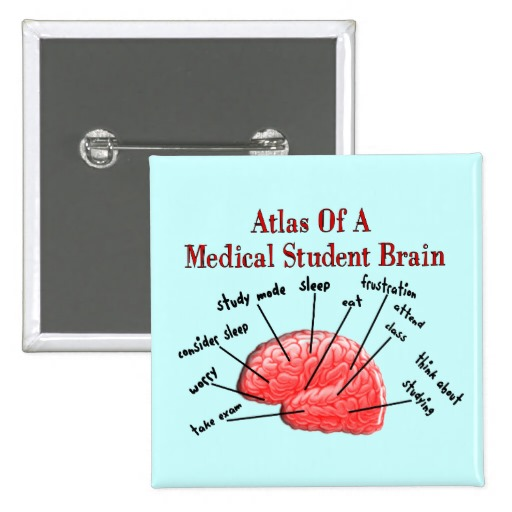 Atlas Of A
Medical Student Brain
study mode
sleep
eat
frustration
attend
class
consider sleep
worry
take exam
think about
studying